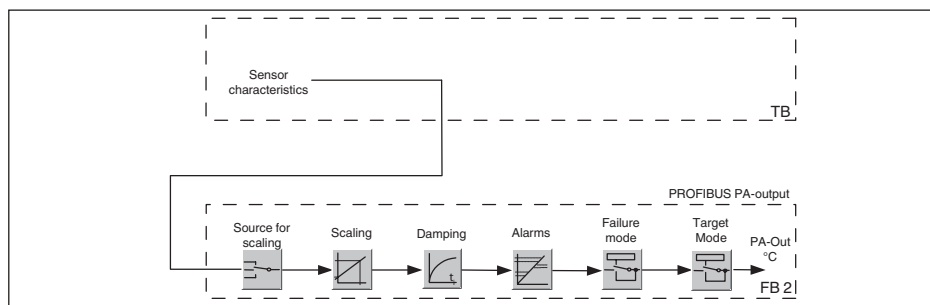 Sensor
characteristics
TB
PROFIBUS PA-output
Source for
scaling
Scaling
Damping
t
Alarms
Failure
mode
Target
Mode
PA-Out
°C
FB 2